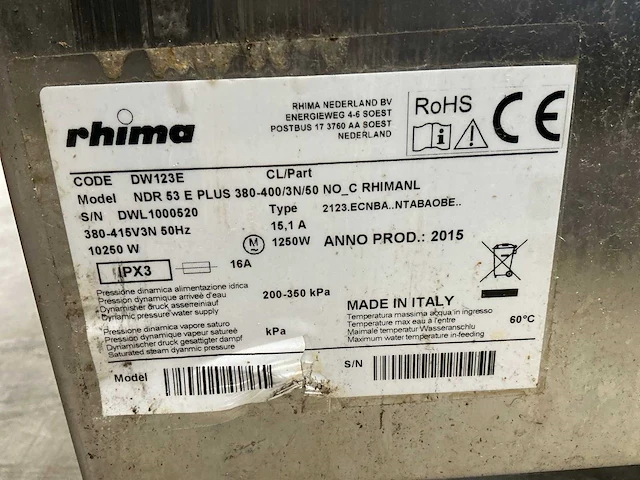 rhima
RHIMA NEDERLAND BV
ENERGIEWEG 4-6 SOEST
POSTBUS 17 3760 AA SOEST
NEDERLAND
RoHS
CE
CODE DW123E CL/Part
Model NDR 53 E PLUS 380-400/3N/50 NO_C RHIMANL
S/N DWL1000520 Type 2123.ECNBA..NTABAOBE..
380-415V3N 50Hz 15,1 A
10250 W M 1250W ANNO PROD.: 2015
IPX3 16A
Pressione dinamica alimentazione idrica
Pression dynamique arriveé d'eau
Dynamischer druck asserreinlauf
Dynamic pressure water supply
200-350 kPa
MADE IN ITALY
Pressione dinamica vapore saturo
Pression dynamique vapeur satureé
Dynamischer druck gesattigter dampf
Saturated steam dyanmic pressure
kPa
Temperatura massima acqua in ingresso
Temperature max eau à l'entre
Maimale temperatur Wasseranschlu
Maximum water temperature in-feeding
60°C
Model
S/N